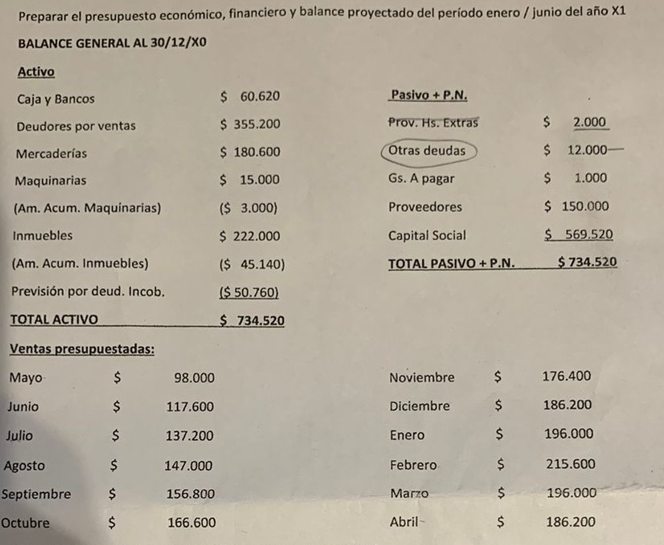 Preparar el presupuesto económico, financiero y balance proyectado del período enero / junio del año X1
BALANCE GENERAL AL 30/12/X0
Activo
Caja y Bancos $ 60.620
Deudores por ventas $ 355.200
Mercaderías $ 180.600
Maquinarias $ 15.000
(Am. Acum. Maquinarias) ($ 3.000)
Inmuebles $ 222.000
(Am. Acum. Inmuebles) ($ 45.140)
Previsión por deud. Incob. ($ 50.760)
TOTAL ACTIVO $ 734.520
Pasivo + P.N.
Prov. Hs. Extras $ 2.000
Otras deudas $ 12.000
Gs. A pagar $ 1.000
Proveedores $ 150.000
Capital Social $ 569.520
TOTAL PASIVO + P.N. $ 734.520
Ventas presupuestadas:
Mayo $ 98.000
Junio $ 117.600
Julio $ 137.200
Agosto $ 147.000
Septiembre $ 156.800
Octubre $ 166.600
Noviembre $ 176.400
Diciembre $ 186.200
Enero $ 196.000
Febrero $ 215.600
Marzo $ 196.000
Abril $ 186.200